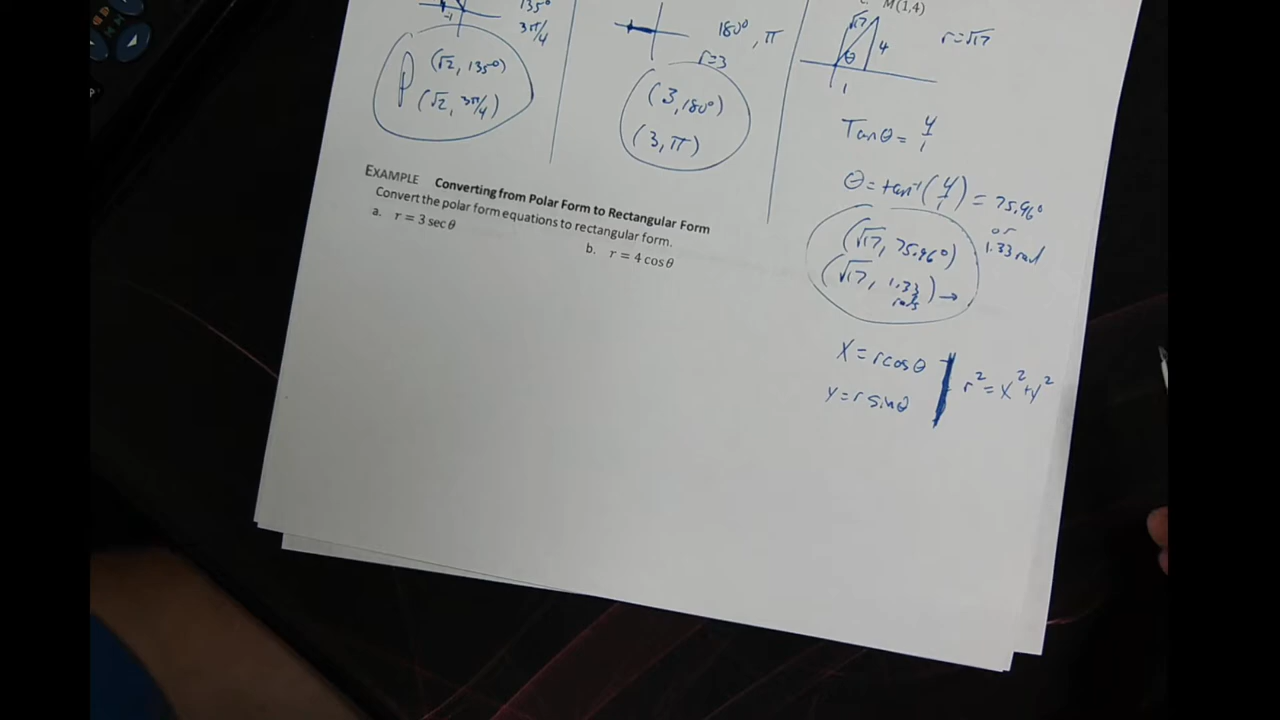 135°
3π/4
-1
P (√2, 135°)
(√2, 3π/4)
180°, π
r=3
(3, 180°)
(3, π)
c. M(1,4)
√17
4
θ
1
r=√17
Tanθ = 4/1
θ = tan⁻¹(4/1) = 75.96°
or
1.33 rad
(√17, 75.96°)
(√17, 1.33 rads) →
EXAMPLE Converting from Polar Form to Rectangular Form
Convert the polar form equations to rectangular form.
a. r = 3 sec θ
b. r = 4 cos θ
X = r cos θ
y = r sin θ
r² = x² + y²